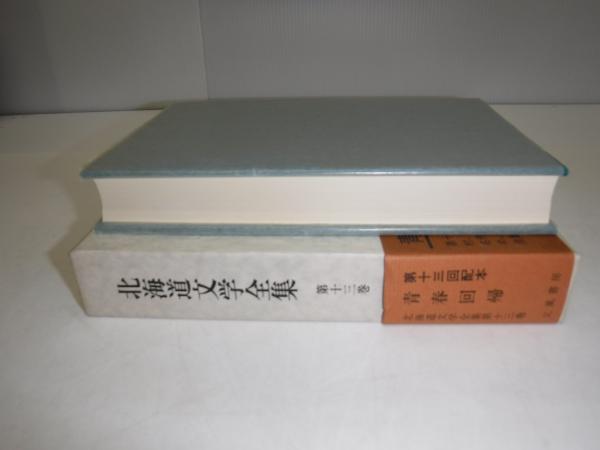 北海道文学全集
第十三巻
第十三回配本
青春回帰
北海道文学全集第十三巻
立風書房